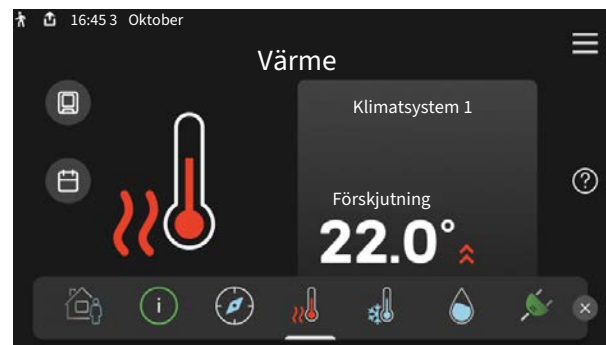 16:45 3 Oktober
Värme
Klimatsystem 1
Förskjutning
22.0°
i
?